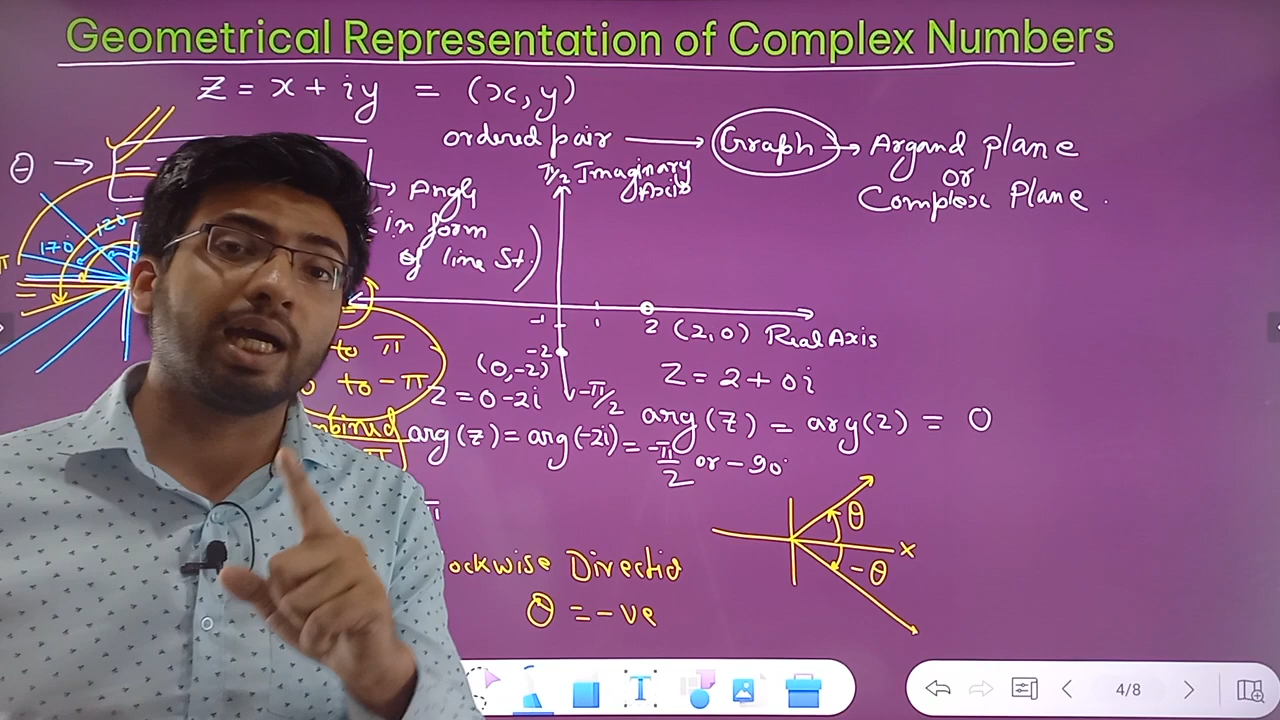 Geometrical Representation of Complex Numbers
Z = x + iy = (x, y)
ordered pair → Graph → Argand plane
or
Complex Plane.
θ →
→ Angle
(in form
of line st.)
π/2 Imaginary
Axis
120
170
π
-1
1
2 (2,0) Real Axis
-2
(0,-2)
-π/2
Z = 2 + 0i
Z = 0-2i
arg(z) = arg(2) = 0
arg(z) = arg(-2i) = -π/2 or -90°
to π
to -π
mbined
π
ockwise Directio
θ = -ve
θ
x
-θ
T
4/8